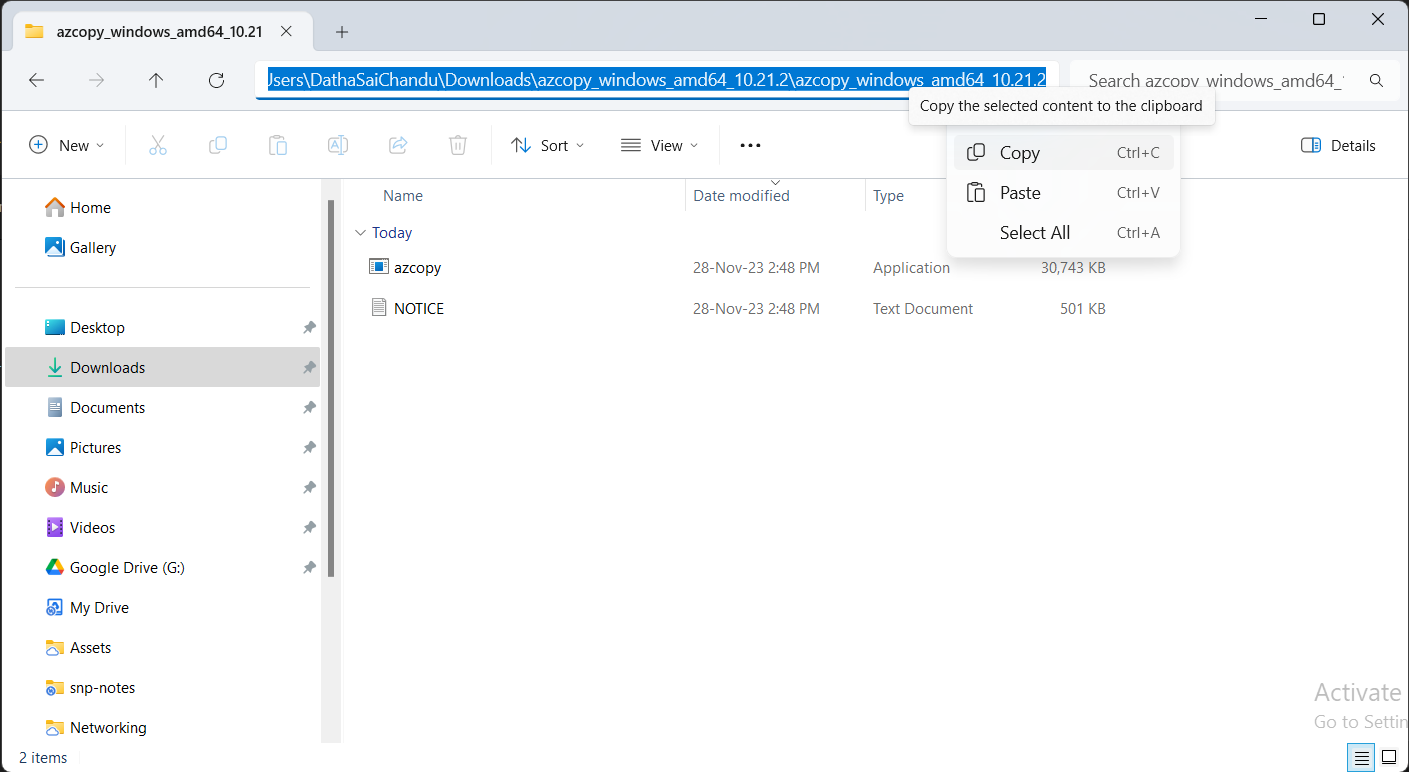 azcopy_windows_amd64_10.21
Jsers\DathaSaiChandu\Downloads\azcopy_windows_amd64_10.21.2\azcopy_windows_amd64_10.21.2
Search azcopy_windows_amd64_
Copy the selected content to the clipboard
New
Sort
View
Details
Copy Ctrl+C
Paste Ctrl+V
Select All Ctrl+A
Home
Gallery
Desktop
Downloads
Documents
Pictures
Music
Videos
Google Drive (G:)
My Drive
Assets
snp-notes
Networking
Name Date modified Type
Today
azcopy 28-Nov-23 2:48 PM Application 30,743 KB
NOTICE 28-Nov-23 2:48 PM Text Document 501 KB
Activate
Go to Settin
2 items